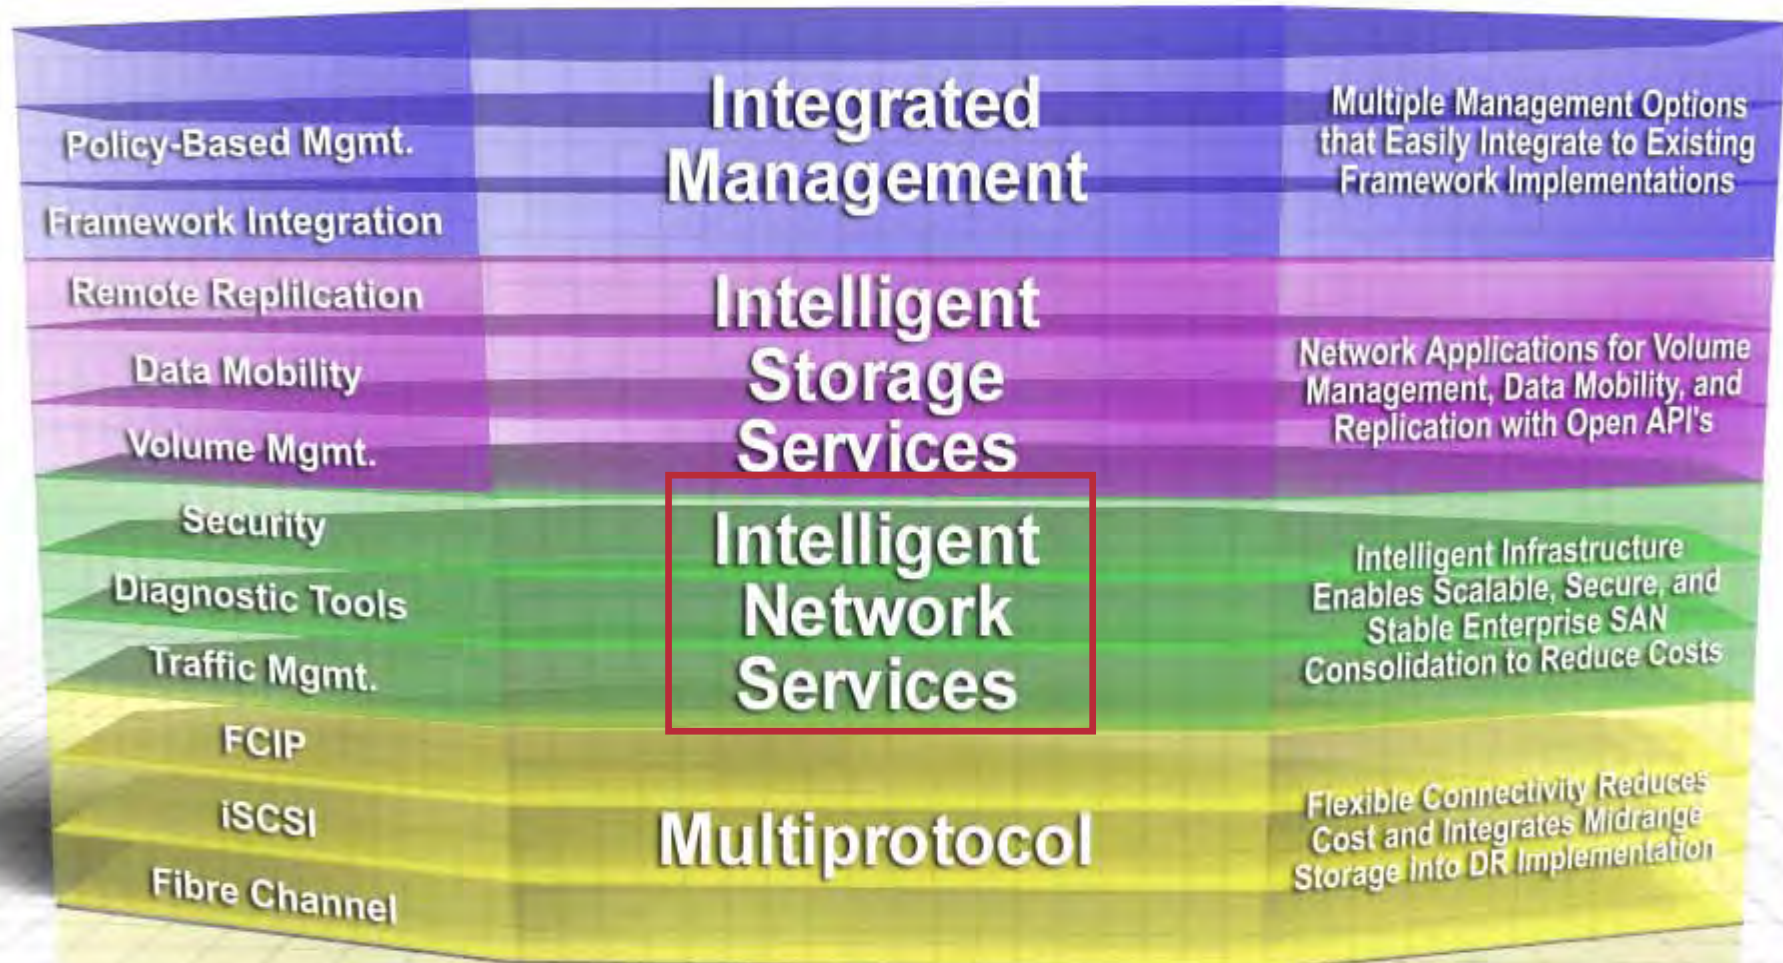 Policy-Based Mgmt.
Framework Integration
Integrated
Management
Multiple Management Options
that Easily Integrate to Existing
Framework Implementations
Remote Replilcation
Data Mobility
Volume Mgmt.
Intelligent
Storage
Services
Network Applications for Volume
Management, Data Mobility, and
Replication with Open API's
Security
Diagnostic Tools
Traffic Mgmt.
Intelligent
Network
Services
Intelligent Infrastructure
Enables Scalable, Secure, and
Stable Enterprise SAN
Consolidation to Reduce Costs
FCIP
iSCSI
Fibre Channel
Multiprotocol
Flexible Connectivity Reduces
Cost and Integrates Midrange
Storage into DR Implementation